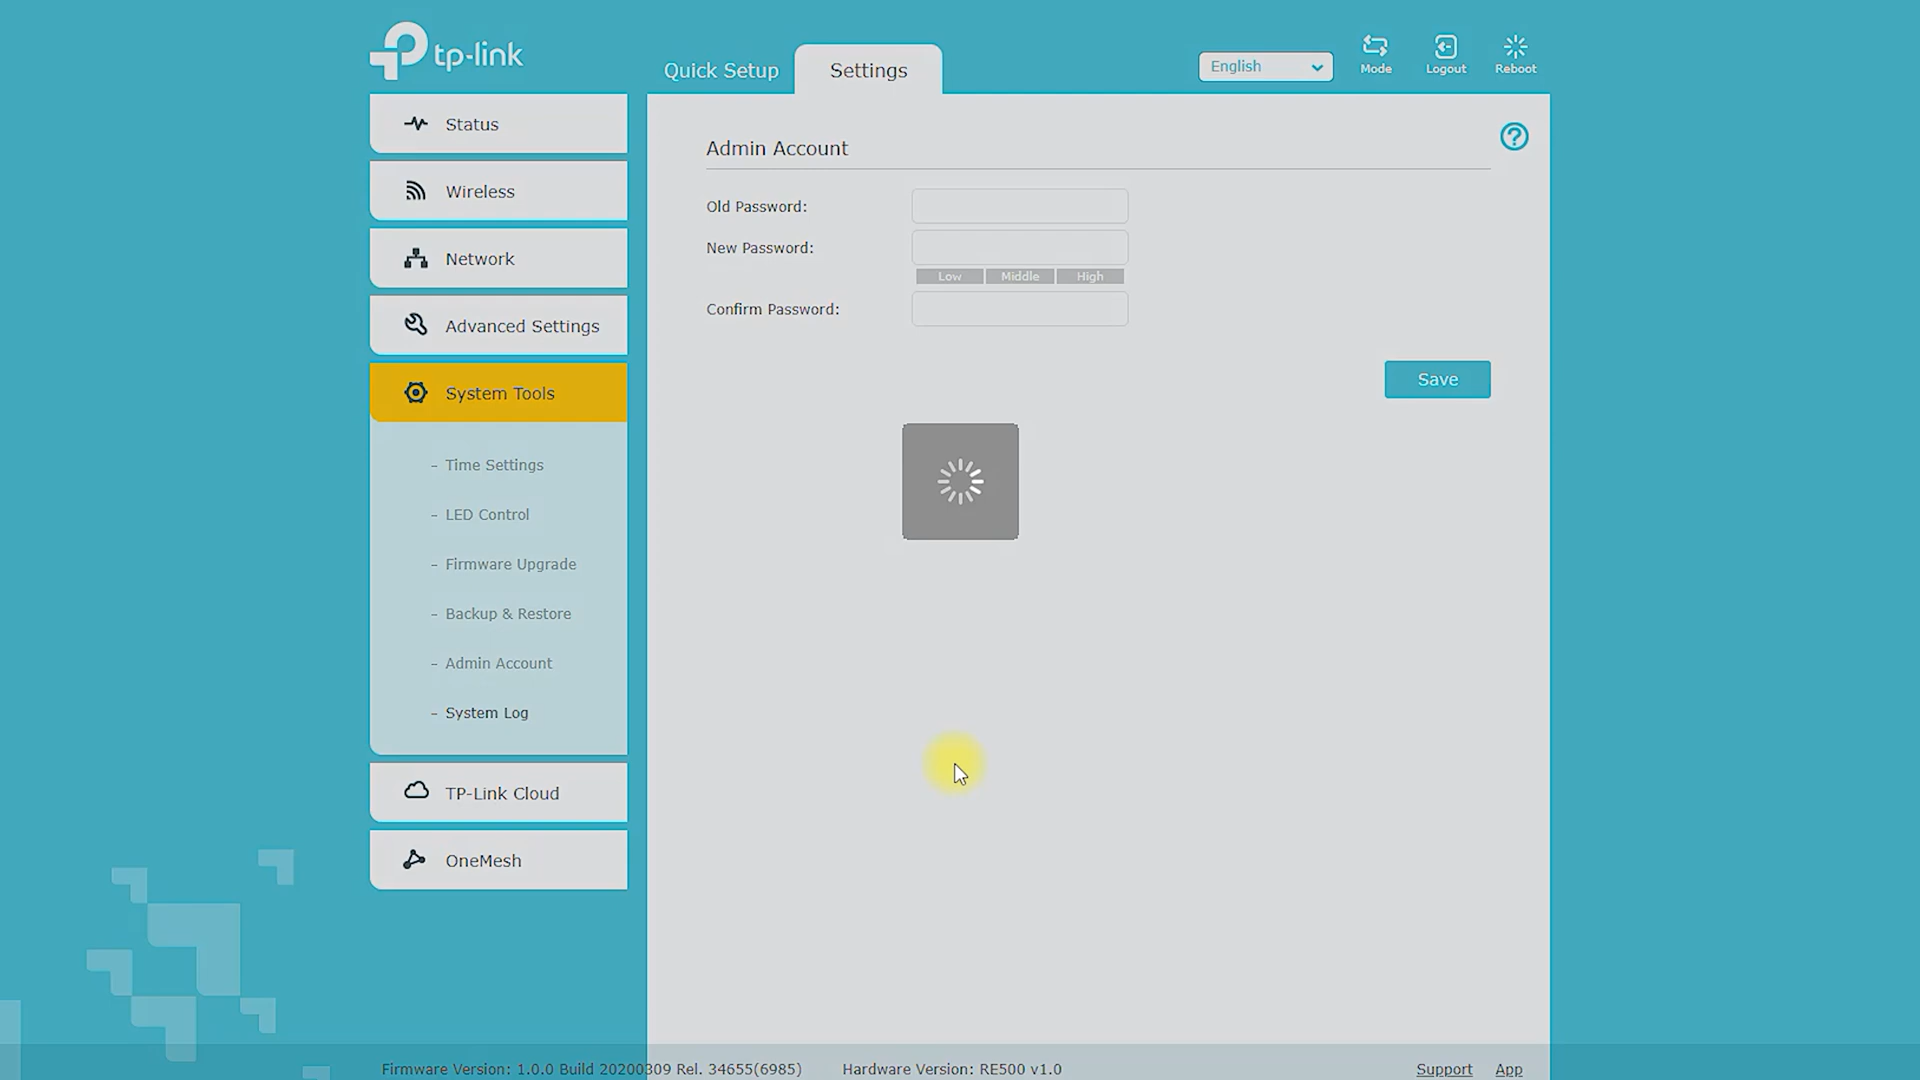 tp-link
Quick Setup
Settings
English
Mode
Logout
Reboot
Status
Wireless
Network
Advanced Settings
System Tools
- Time Settings
- LED Control
- Firmware Upgrade
- Backup & Restore
- Admin Account
- System Log
TP-Link Cloud
OneMesh
Admin Account
Old Password:
New Password:
Low Middle High
Confirm Password:
Save
Firmware Version: 1.0.0 Build 20200309 Rel. 34655(6985) Hardware Version: RE500 v1.0
Support App